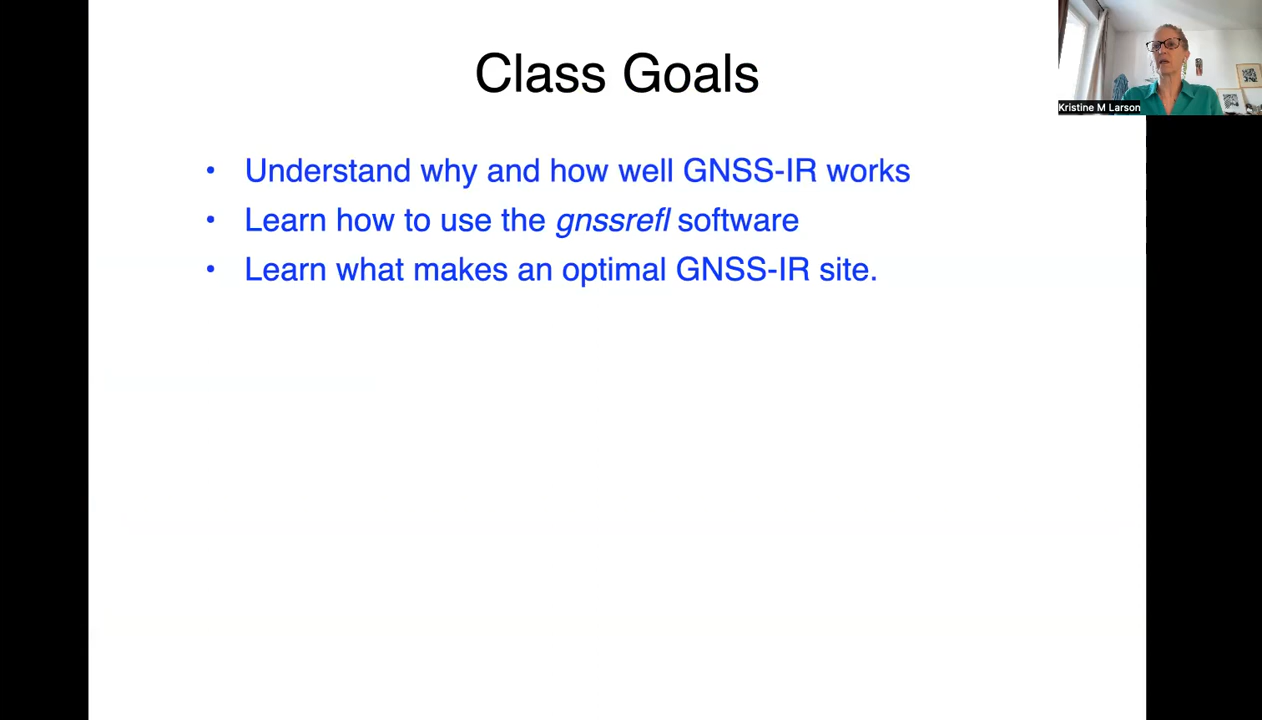 Class Goals
Kristine M Larson
• Understand why and how well GNSS-IR works
• Learn how to use the gnssrefl software
• Learn what makes an optimal GNSS-IR site.